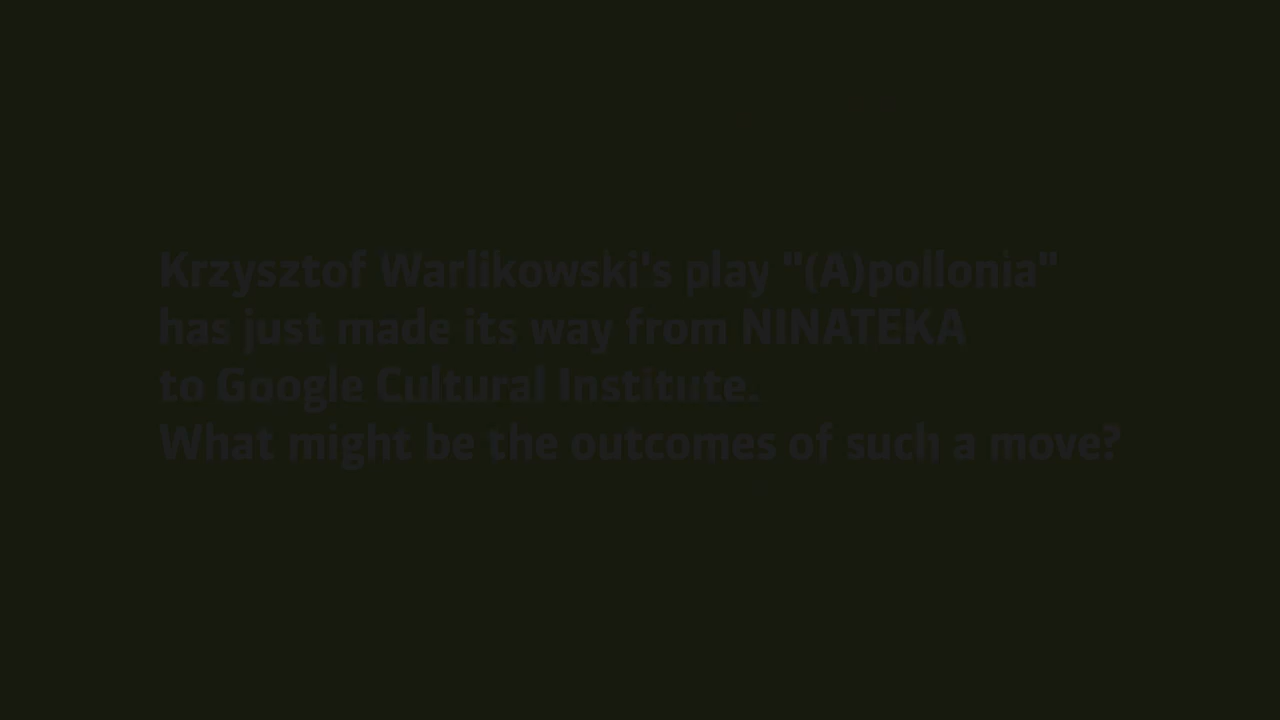 Krzysztof Warlikowski's play "(A)pollonia"
has just made its way from NINATEKA
to Google Cultural Institute.
What might be the outcomes of such a move?